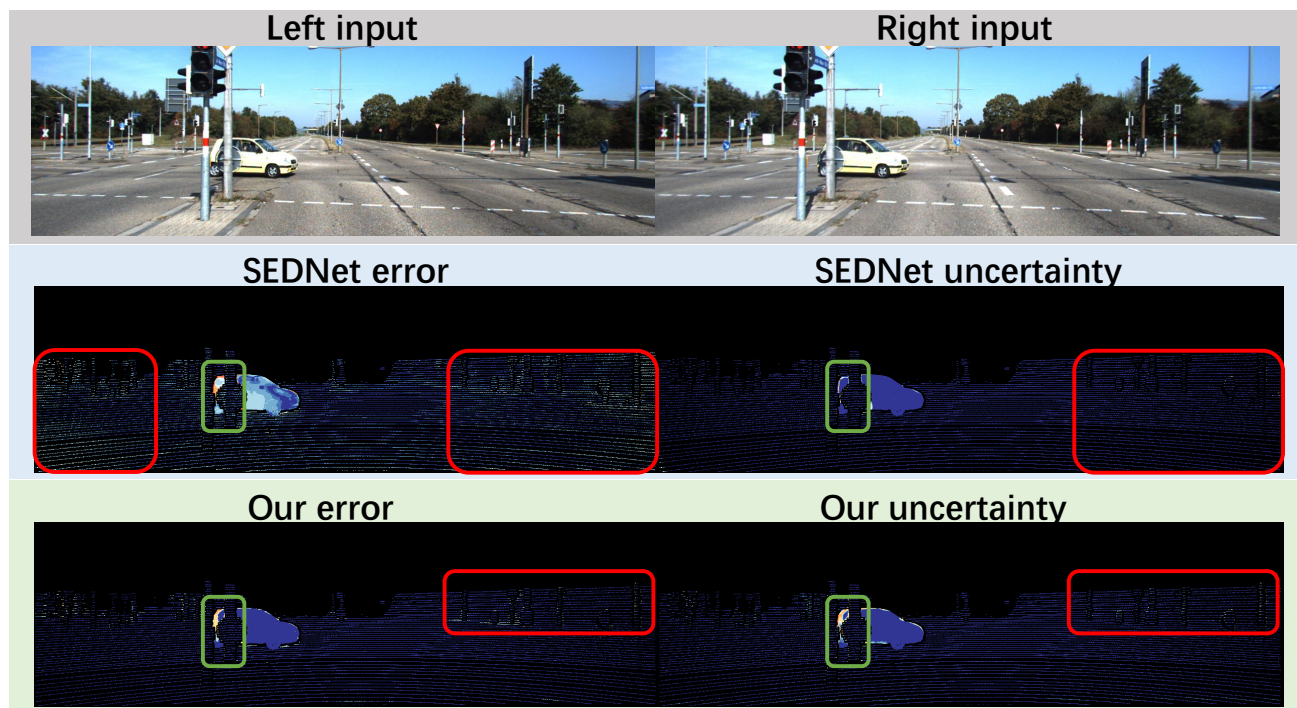 Left input
Right input
SEDNet error
SEDNet uncertainty
Our error
Our uncertainty